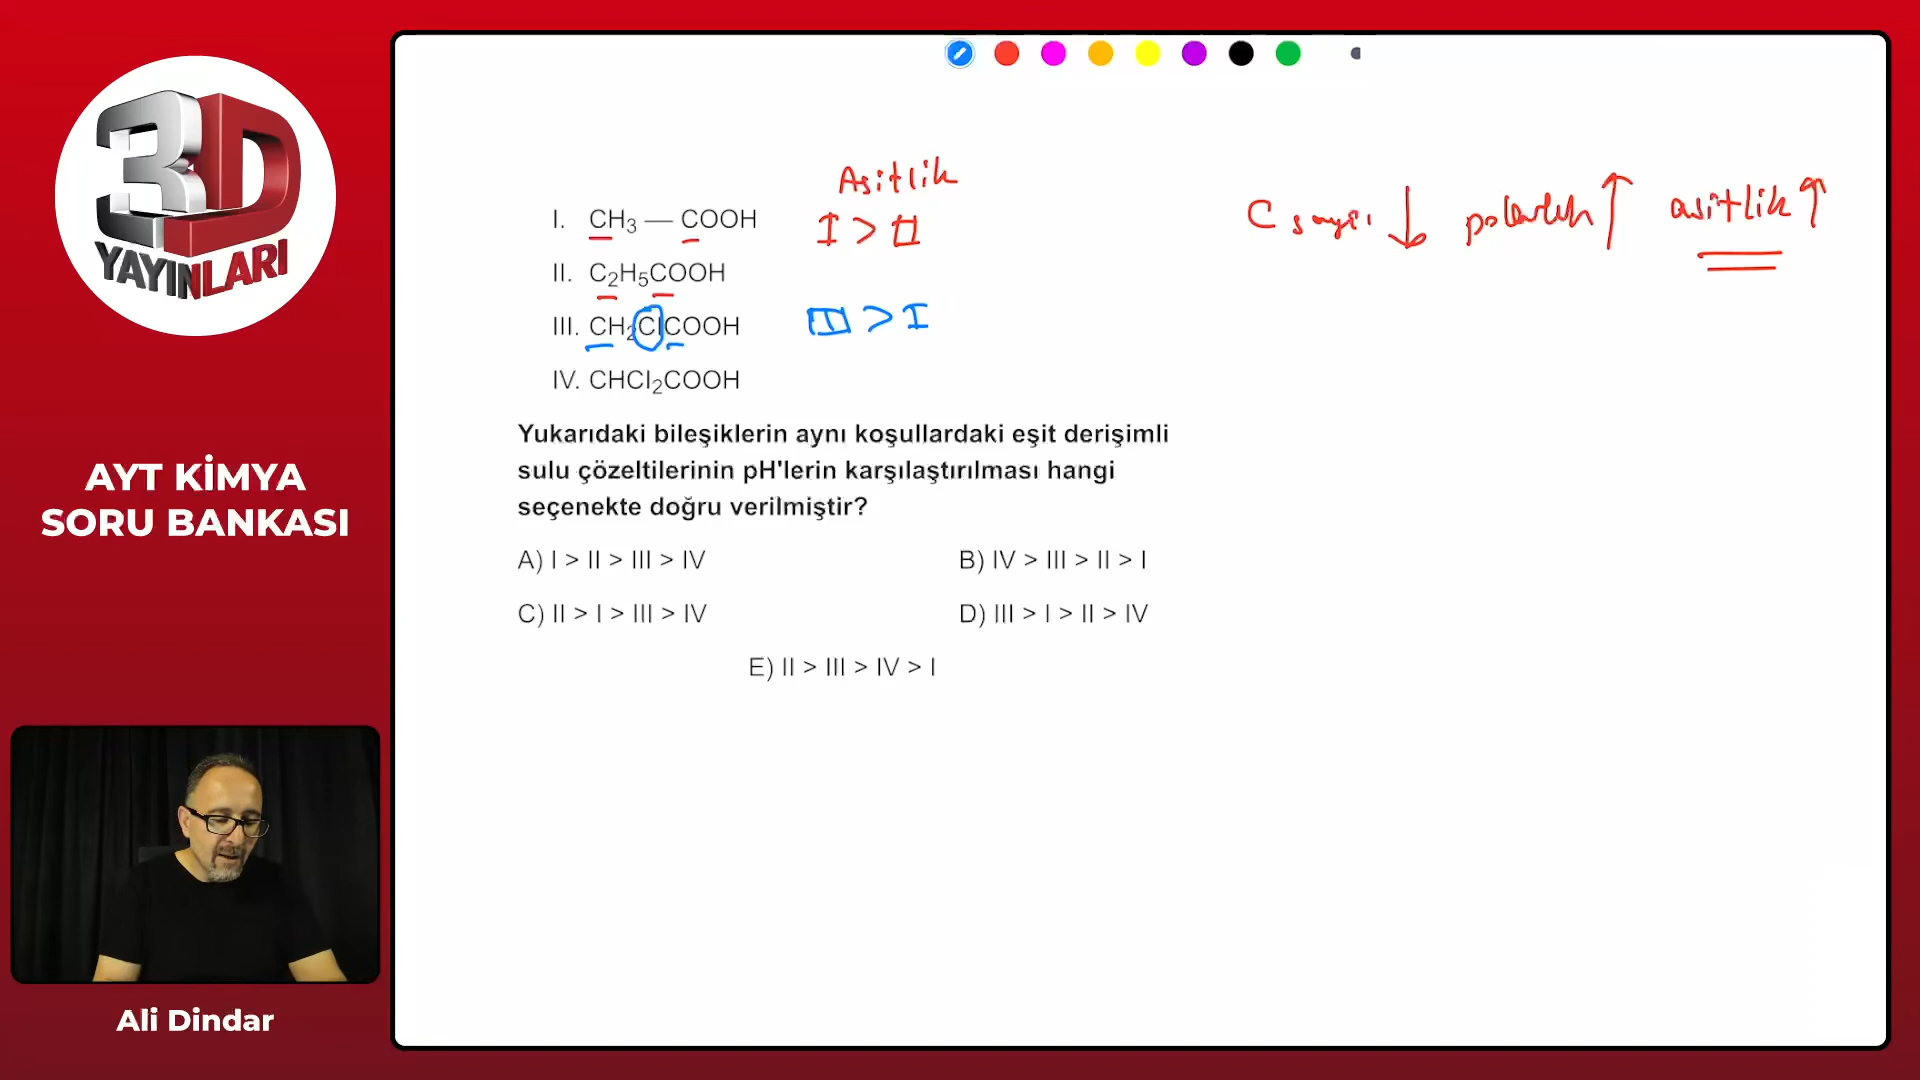 3D
YAYINLARI
AYT KİMYA
SORU BANKASI
Ali Dindar
Asitlik
I. CH₃ — COOH
I > II
C sayısı ↓ polarlık ↑ asitlik ↑
II. C₂H₅COOH
III. CH₂ClCOOH
III > I
IV. CHCl₂COOH
Yukarıdaki bileşiklerin aynı koşullardaki eşit derişimli
sulu çözeltilerinin pH'lerin karşılaştırılması hangi
seçenekte doğru verilmiştir?
A) I > II > III > IV
B) IV > III > II > I
C) II > I > III > IV
D) III > I > II > IV
E) II > III > IV > I